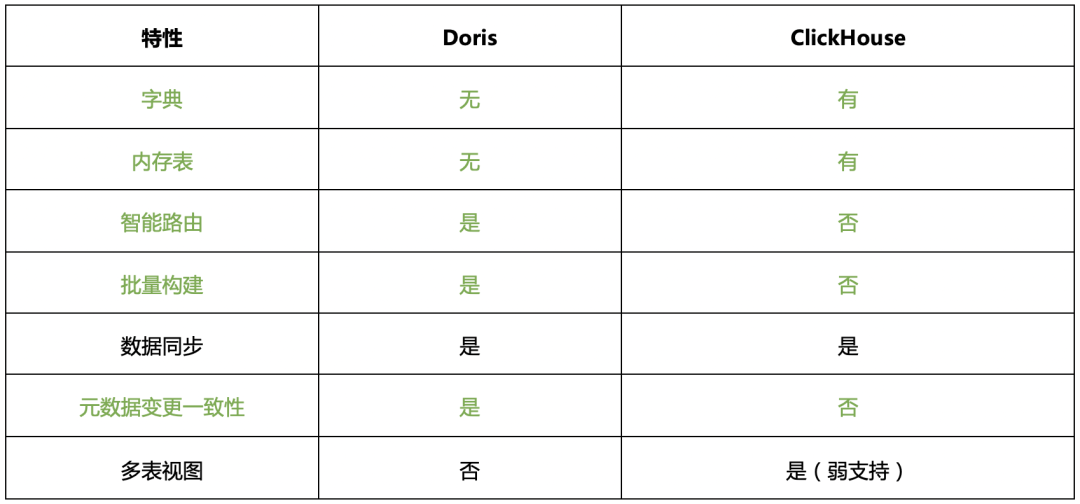 特性 Doris ClickHouse
字典 无 有
内存表 无 有
智能路由 是 否
批量构建 是 否
数据同步 是 是
元数据变更一致性 是 否
多表视图 否 是（弱支持）